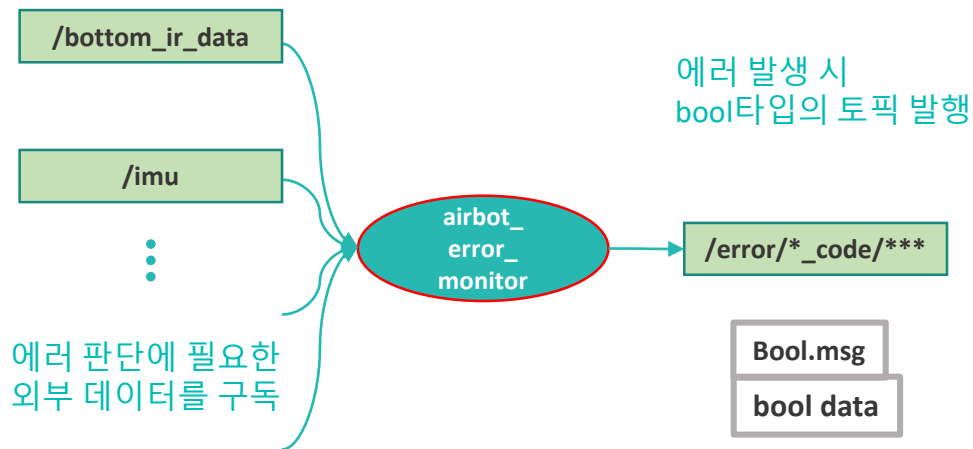 /bottom_ir_data
/imu
에러 판단에 필요한
외부 데이터를 구독
airbot_
error_
monitor
에러 발생 시
bool타입의 토픽 발행
/error/*_code/***
Bool.msg
bool data